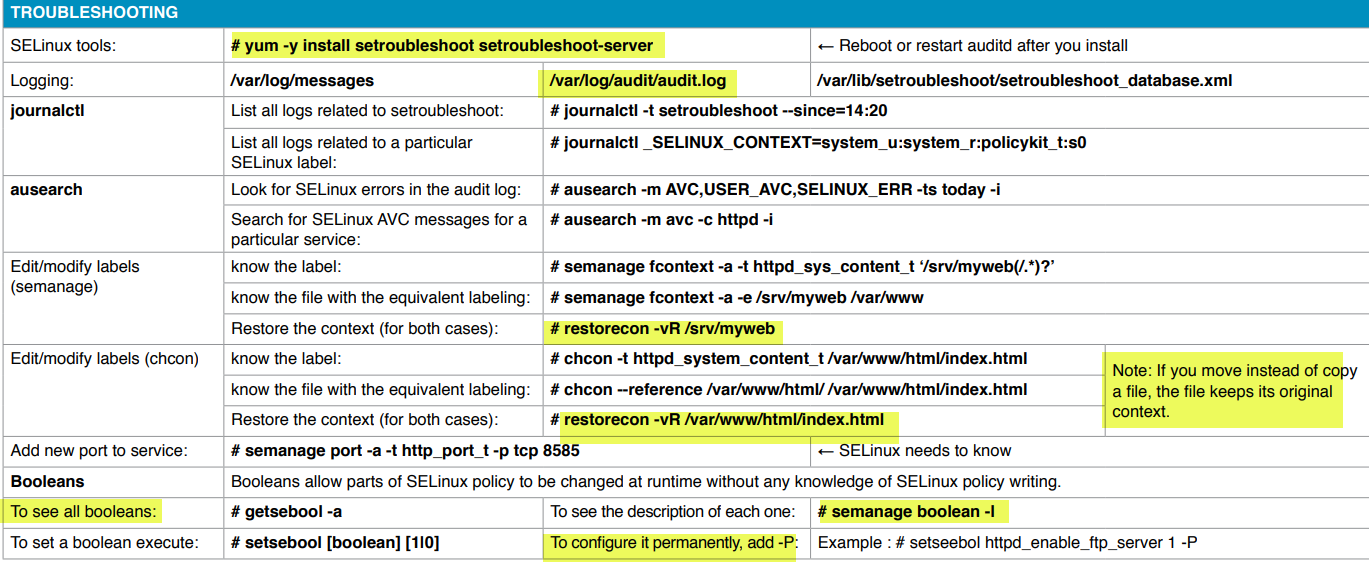 TROUBLESHOOTING
SELinux tools: # yum -y install setroubleshoot setroubleshoot-server ← Reboot or restart auditd after you install
Logging: /var/log/messages /var/log/audit/audit.log /var/lib/setroubleshoot/setroubleshoot_database.xml
journalctl List all logs related to setroubleshoot: # journalctl -t setroubleshoot --since=14:20
List all logs related to a particular # journalctl _SELINUX_CONTEXT=system_u:system_r:policykit_t:s0
SELinux label:
ausearch Look for SELinux errors in the audit log: # ausearch -m AVC,USER_AVC,SELINUX_ERR -ts today -i
Search for SELinux AVC messages for a # ausearch -m avc -c httpd -i
particular service:
Edit/modify labels know the label: # semanage fcontext -a -t httpd_sys_content_t ‘/srv/myweb(/.*)?’
(semanage)
know the file with the equivalent labeling: # semanage fcontext -a -e /srv/myweb /var/www
Restore the context (for both cases): # restorecon -vR /srv/myweb
Edit/modify labels (chcon) know the label: # chcon -t httpd_system_content_t /var/www/html/index.html
know the file with the equivalent labeling: # chcon --reference /var/www/html/ /var/www/html/index.html
Restore the context (for both cases): # restorecon -vR /var/www/html/index.html
Note: If you move instead of copy
a file, the file keeps its original
context.
Add new port to service: # semanage port -a -t http_port_t -p tcp 8585 ← SELinux needs to know
Booleans Booleans allow parts of SELinux policy to be changed at runtime without any knowledge of SELinux policy writing.
To see all booleans: # getsebool -a To see the description of each one: # semanage boolean -l
To set a boolean execute: # setsebool [boolean] [1|0] To configure it permanently, add -P: Example : # setseebol httpd_enable_ftp_server 1 -P